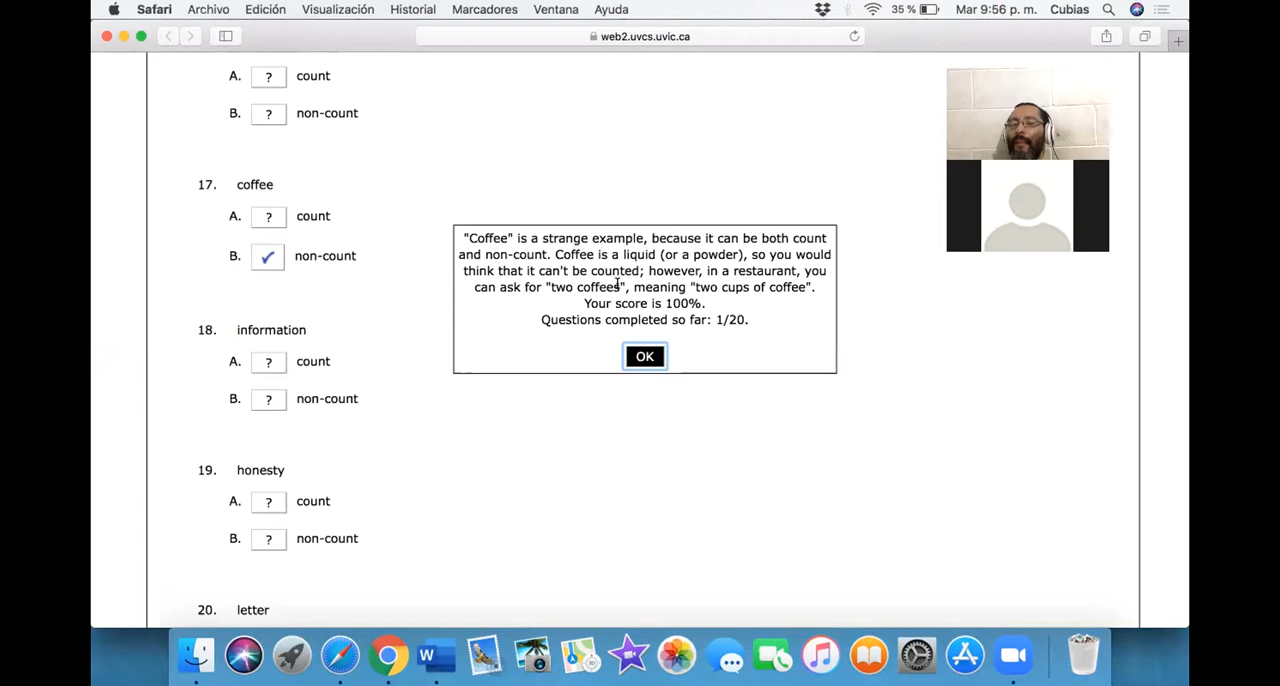 Safari Archivo Edición Visualización Historial Marcadores Ventana Ayuda 35 % Mar 9:56 p. m. Cubias
web2.uvcs.uvic.ca
A. ? count
B. ? non-count
17. coffee
A. ? count
B. ✓ non-count
"Coffee" is a strange example, because it can be both count
and non-count. Coffee is a liquid (or a powder), so you would
think that it can't be counted; however, in a restaurant, you
can ask for "two coffees", meaning "two cups of coffee".
Your score is 100%.
Questions completed so far: 1/20.
OK
18. information
A. ? count
B. ? non-count
19. honesty
A. ? count
B. ? non-count
20. letter
W